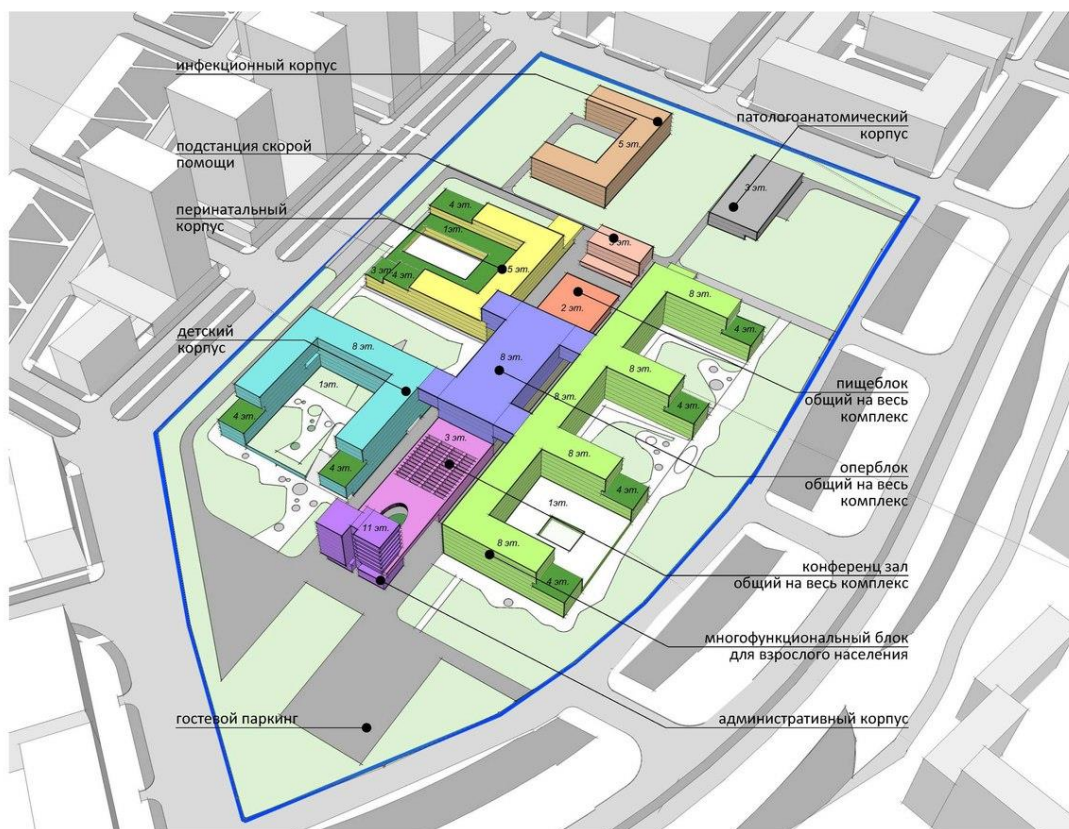 инфекционный корпус
патологоанатомический
корпус
5 эт.
подстанция скорой
помощи
3 эт.
4 эт.
перинатальный
корпус
1эт.
3 эт.
4 эт.
5 эт.
8 эт.
2 эт.
4 эт.
детский
корпус
8 эт.
8 эт.
8 эт.
1эт.
8 эт.
4 эт.
пищеблок
общий на весь
комплекс
4 эт.
3 эт.
8 эт.
4 эт.
оперблок
общий на весь
комплекс
4 эт.
1эт.
11 эт.
8 эт.
4 эт.
конференц зал
общий на весь комплекс
многофункциональный блок
для взрослого населения
гостевой паркинг
административный корпус